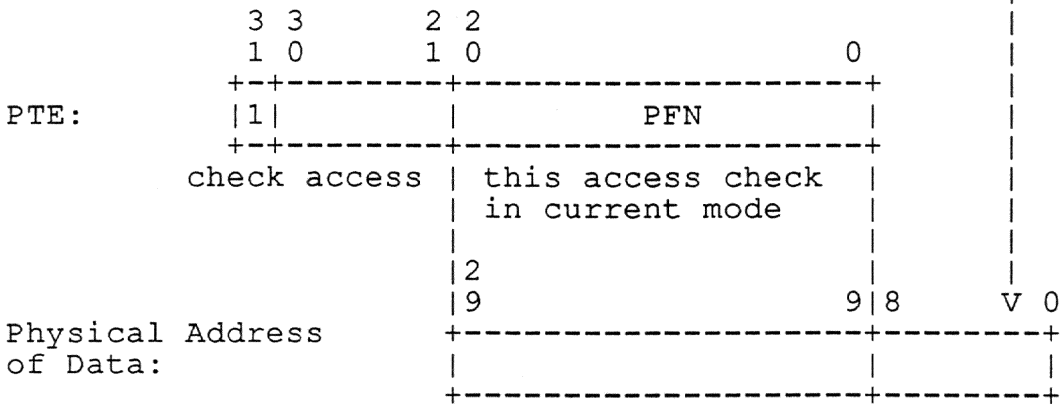 3 3 2 2
1 0 1 0 0
PTE: 1 PFN
check access this access check
in current mode
2
9 9 8 V 0
Physical Address
of Data: